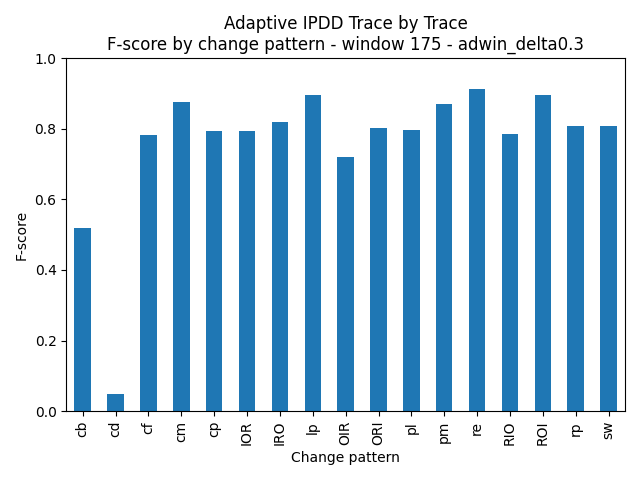 Adaptive IPDD Trace by Trace
F-score by change pattern - window 175 - adwin_delta0.3
1.0
0.8
0.6
0.4
0.2
0.0
F-score
cb
cd
cf
cm
cp
IOR
IRO
lp
OIR
ORI
pl
pm
re
RIO
ROI
rp
sw
Change pattern